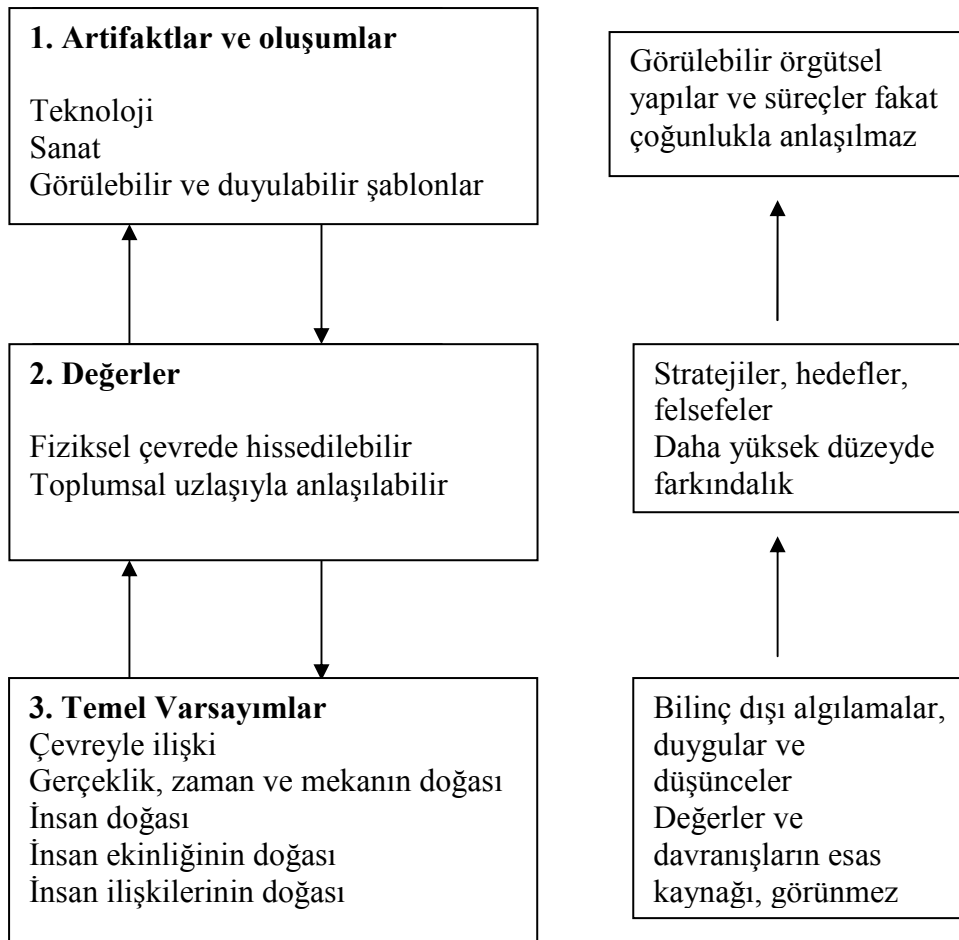 1. Artifaktlar ve oluşumlar
Teknoloji
Sanat
Görülebilir ve duyulabilir şablonlar
Görülebilir örgütsel
yapılar ve süreçler fakat
çoğunlukla anlaşılmaz
2. Değerler
Fiziksel çevrede hissedilebilir
Toplumsal uzlaşıyla anlaşılabilir
Stratejiler, hedefler,
felsefeler
Daha yüksek düzeyde
farkındalık
3. Temel Varsayımlar
Çevreyle ilişki
Gerçeklik, zaman ve mekanın doğası
İnsan doğası
İnsan ekinliğinin doğası
İnsan ilişkilerinin doğası
Bilinç dışı algılamalar,
duygular ve
düşünceler
Değerler ve
davranışların esas
kaynağı, görünmez